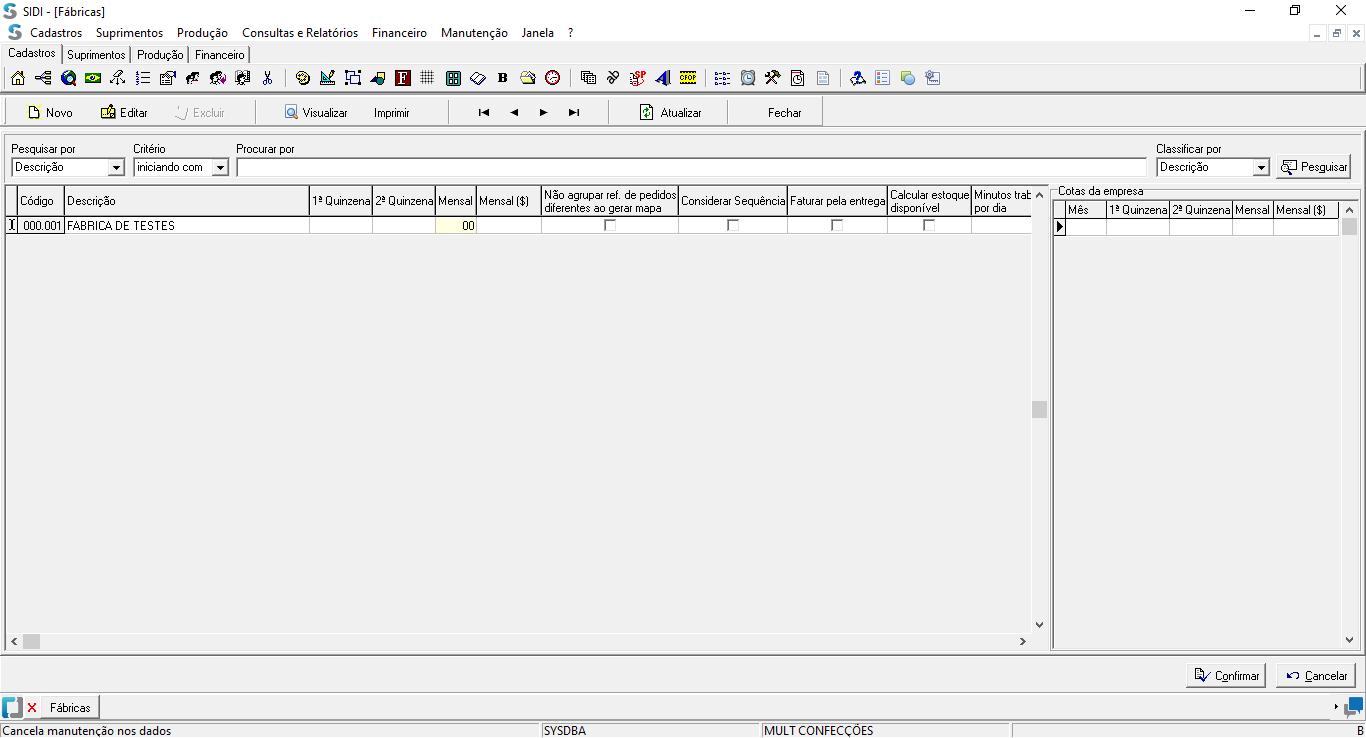 SIDI - [Fábricas]
Cadastros Suprimentos Produção Consultas e Relatórios Financeiro Manutenção Janela ?
Cadastros Suprimentos Produção Financeiro
F B SP CFOP
Novo Editar Excluir Visualizar Imprimir Atualizar Fechar
Pesquisar por Critério Procurar por Classificar por
Descrição iniciando com Descrição Pesquisar
Cotas da empresa
Código Descrição 1ª Quinzena 2ª Quinzena Mensal Mensal ($) Não agrupar ref. de pedidos diferentes ao gerar mapa Considerar Sequência Faturar pela entrega Calcular estoque disponível Minutos trab por dia
Mês 1ª Quinzena 2ª Quinzena Mensal Mensal ($)
000.001 FABRICA DE TESTES 00
Confirmar Cancelar
Fábricas
Cancela manutenção nos dados SYSDBA MULT CONFECÇÕES B